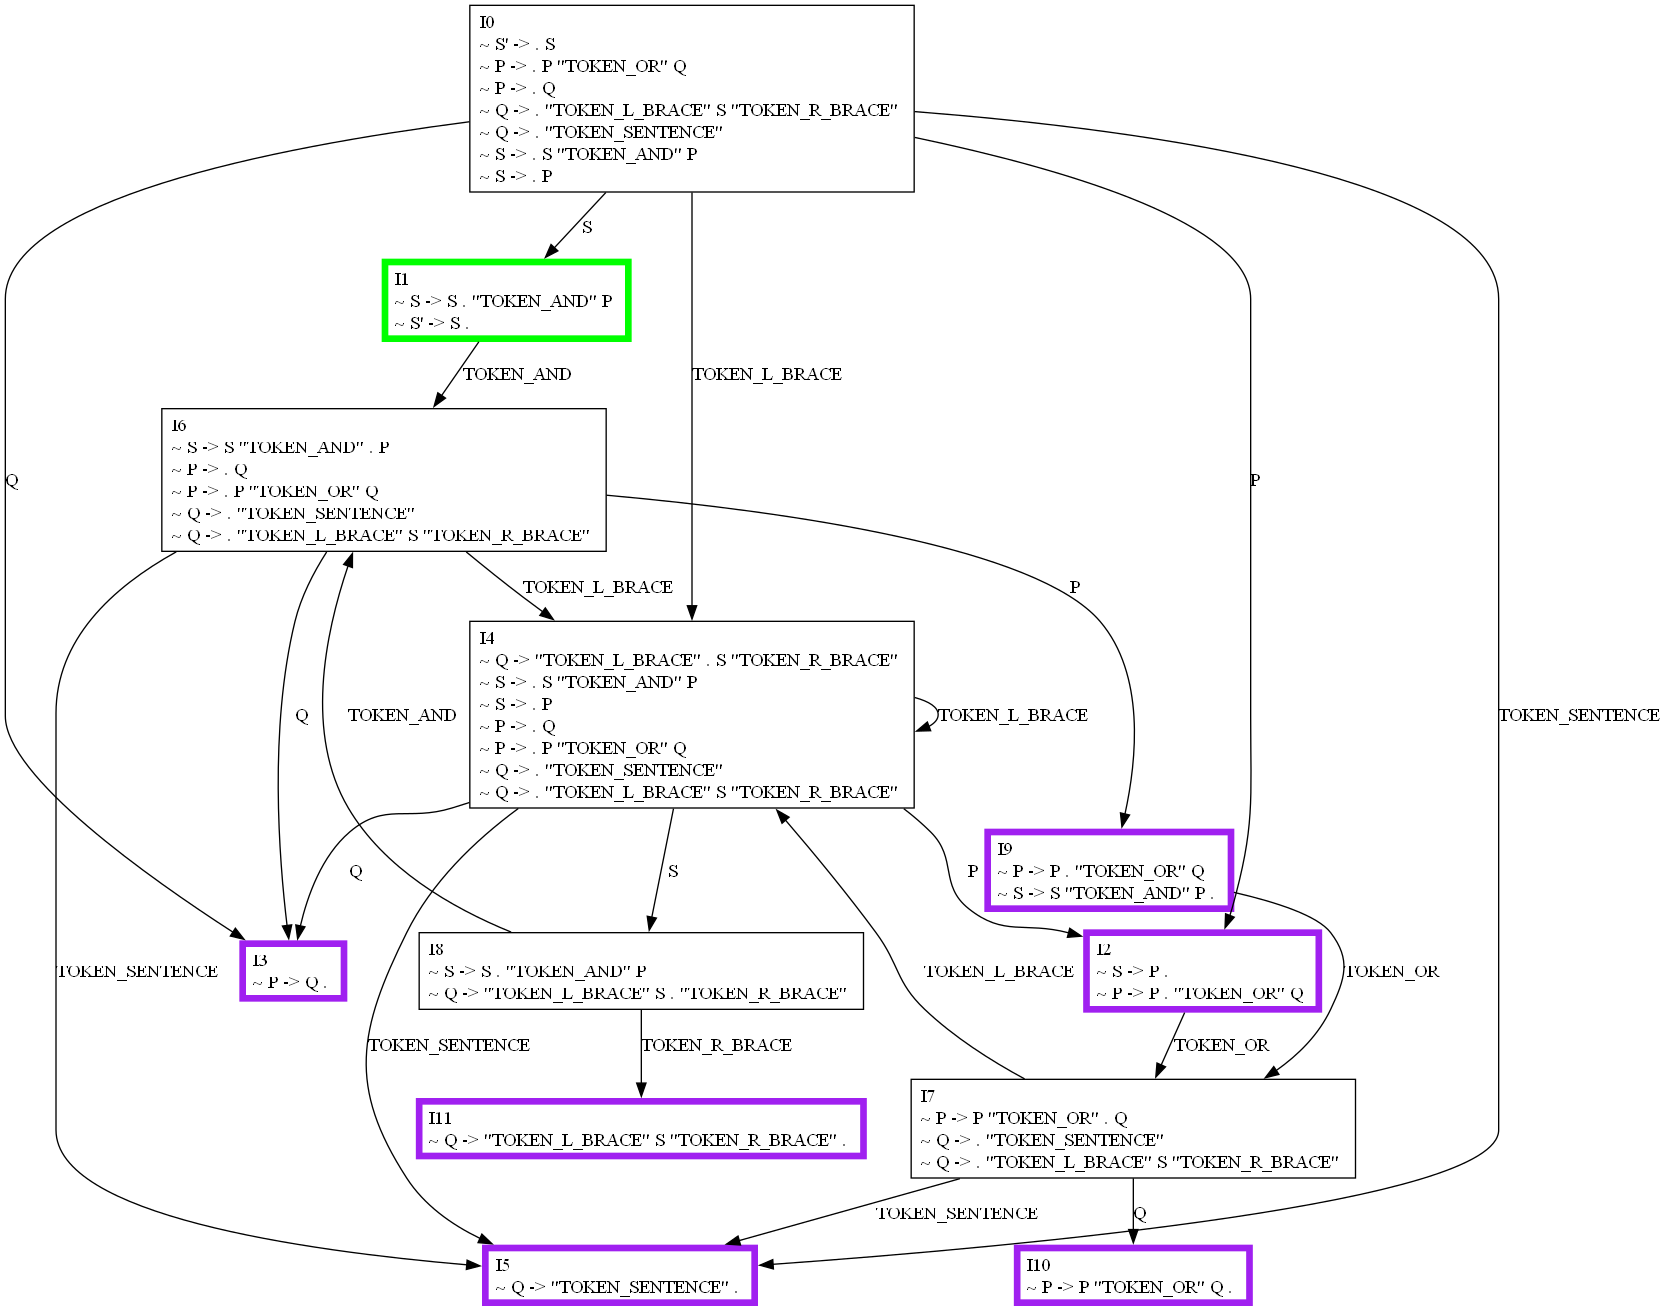 I0
~ S' -> . S
~ P -> . P "TOKEN_OR" Q
~ P -> . Q
~ Q -> . "TOKEN_L_BRACE" S "TOKEN_R_BRACE"
~ Q -> . "TOKEN_SENTENCE"
~ S -> . S "TOKEN_AND" P
~ S -> . P
S
I1
~ S -> S . "TOKEN_AND" P
~ S' -> S .
TOKEN_AND
TOKEN_L_BRACE
I6
~ S -> S "TOKEN_AND" . P
~ P -> . Q
~ P -> . P "TOKEN_OR" Q
~ Q -> . "TOKEN_SENTENCE"
~ Q -> . "TOKEN_L_BRACE" S "TOKEN_R_BRACE"
Q
P
TOKEN_L_BRACE
P
I4
~ Q -> "TOKEN_L_BRACE" . S "TOKEN_R_BRACE"
~ S -> . S "TOKEN_AND" P
~ S -> . P
~ P -> . Q
~ P -> . P "TOKEN_OR" Q
~ Q -> . "TOKEN_SENTENCE"
~ Q -> . "TOKEN_L_BRACE" S "TOKEN_R_BRACE"
Q
TOKEN_AND
TOKEN_L_BRACE
TOKEN_SENTENCE
Q
S
P
I9
~ P -> P . "TOKEN_OR" Q
~ S -> S "TOKEN_AND" P .
I3
~ P -> Q .
I8
~ S -> S . "TOKEN_AND" P
~ Q -> "TOKEN_L_BRACE" S . "TOKEN_R_BRACE"
I2
~ S -> P .
~ P -> P . "TOKEN_OR" Q
TOKEN_SENTENCE
TOKEN_L_BRACE
TOKEN_OR
TOKEN_SENTENCE
TOKEN_R_BRACE
TOKEN_OR
I11
~ Q -> "TOKEN_L_BRACE" S "TOKEN_R_BRACE" .
I7
~ P -> P "TOKEN_OR" . Q
~ Q -> . "TOKEN_SENTENCE"
~ Q -> . "TOKEN_L_BRACE" S "TOKEN_R_BRACE"
TOKEN_SENTENCE
Q
I5
~ Q -> "TOKEN_SENTENCE" .
I10
~ P -> P "TOKEN_OR" Q .